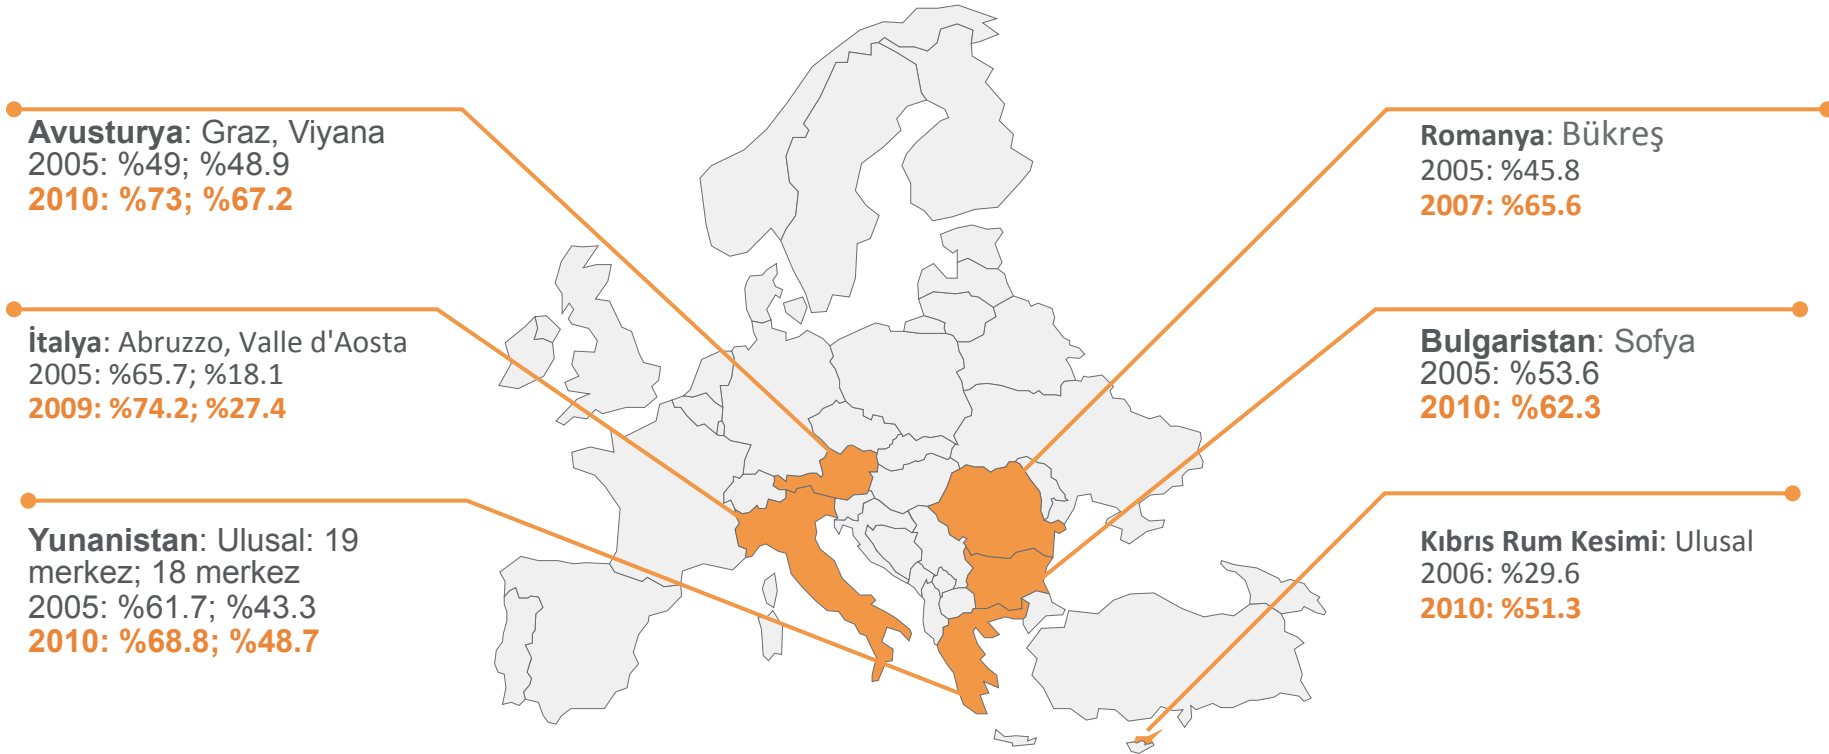 Avusturya: Graz, Viyana
2005: %49; %48.9
2010: %73; %67.2
İtalya: Abruzzo, Valle d'Aosta
2005: %65.7; %18.1
2009: %74.2; %27.4
Yunanistan: Ulusal: 19
merkez; 18 merkez
2005: %61.7; %43.3
2010: %68.8; %48.7
Romanya: Bükreş
2005: %45.8
2007: %65.6
Bulgaristan: Sofya
2005: %53.6
2010: %62.3
Kıbrıs Rum Kesimi: Ulusal
2006: %29.6
2010: %51.3